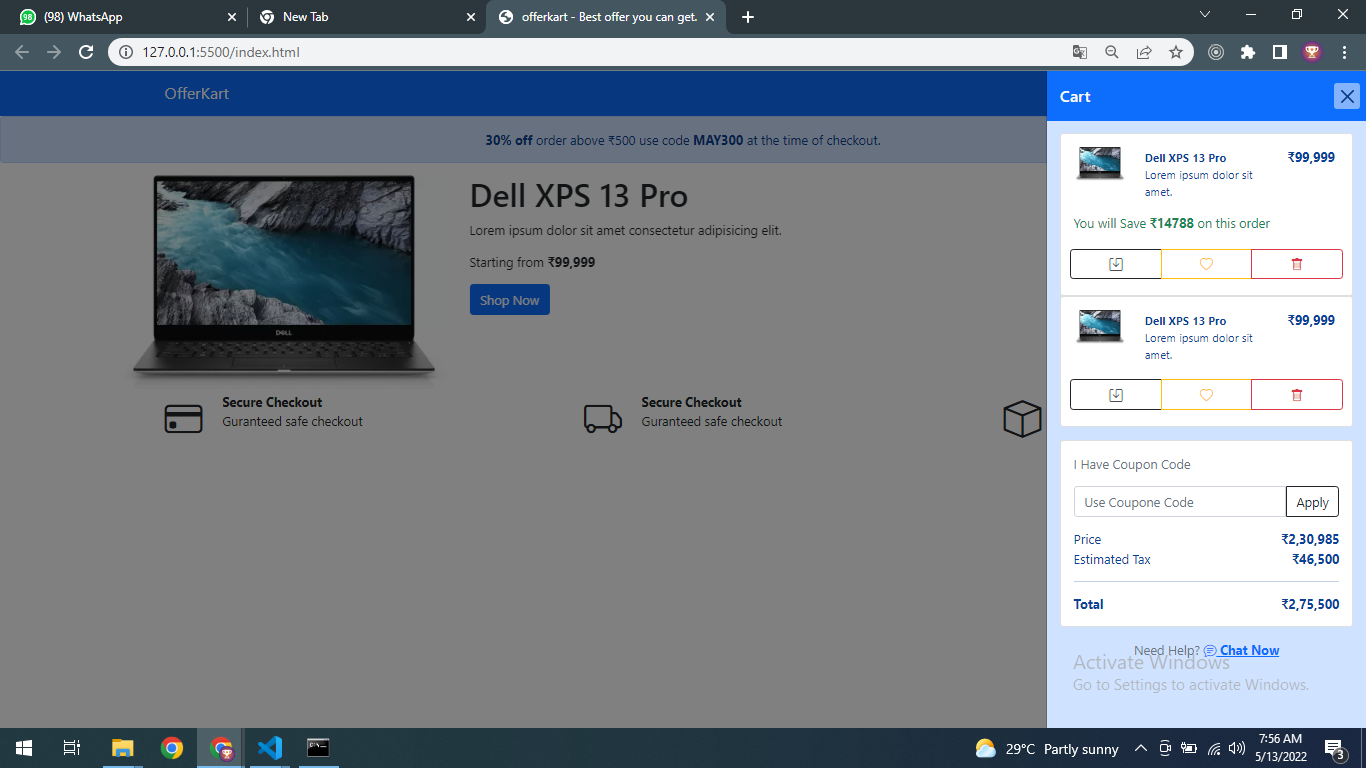 (98) WhatsApp
New Tab
offerkart - Best offer you can get.
127.0.0.1:5500/index.html
OfferKart
30% off order above ₹500 use code MAY300 at the time of checkout.
Dell XPS 13 Pro
Lorem ipsum dolor sit amet consectetur adipisicing elit.
Starting from ₹99,999
Shop Now
DELL
Secure Checkout
Guranteed safe checkout
Secure Checkout
Guranteed safe checkout
Cart
Dell XPS 13 Pro ₹99,999
Lorem ipsum dolor sit
amet.
You will Save ₹14788 on this order
Dell XPS 13 Pro ₹99,999
Lorem ipsum dolor sit
amet.
I Have Coupon Code
Use Coupone Code Apply
Price ₹2,30,985
Estimated Tax ₹46,500
Total ₹2,75,500
Need Help? Chat Now
Activate Windows
Go to Settings to activate Windows.
29°C Partly sunny
7:56 AM
5/13/2022
3